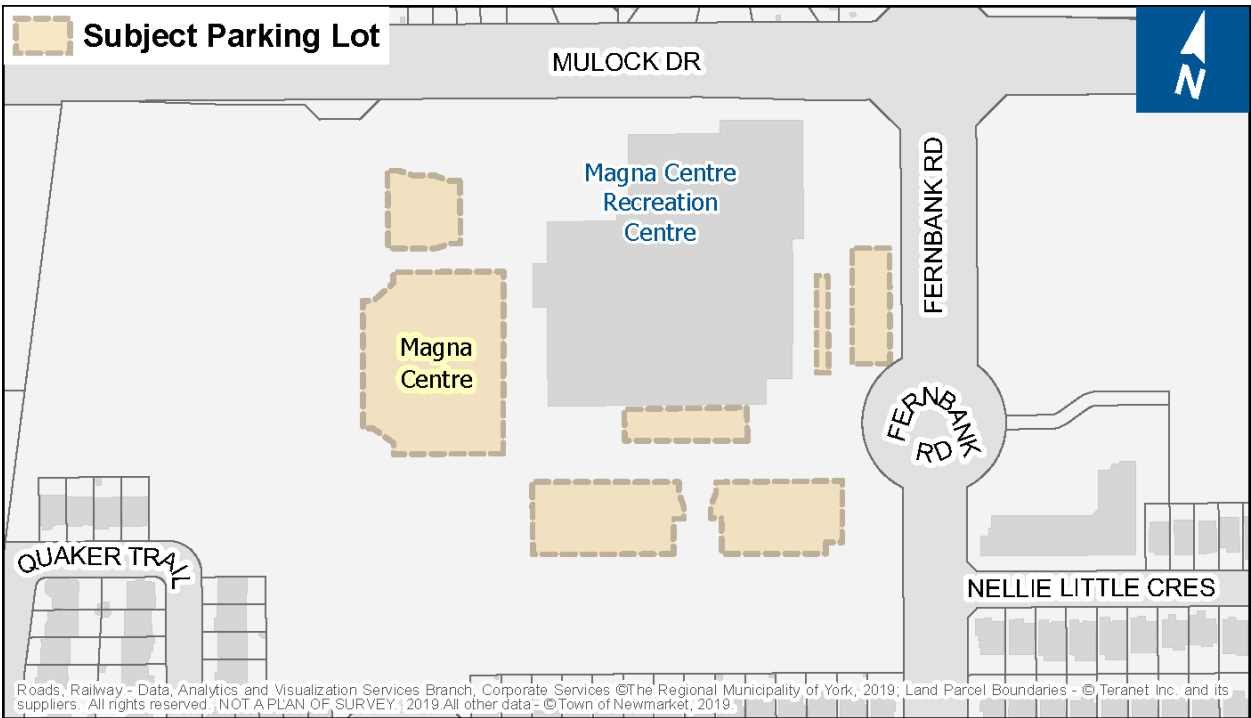 Subject Parking Lot
MULOCK DR
N
Magna Centre
Recreation
Centre
FERNBANK RD
Magna
Centre
FERNBANK
RD
QUAKER TRAIL
NELLIE LITTLE CRES
Roads, Railway - Data, Analytics and Visualization Services Branch, Corporate Services ©The Regional Municipality of York, 2019; Land Parcel Boundaries - © Teranet Inc. and its
suppliers. All rights reserved. NOT A PLAN OF SURVEY. 2019.All other data - ©Town of Newmarket, 2019.